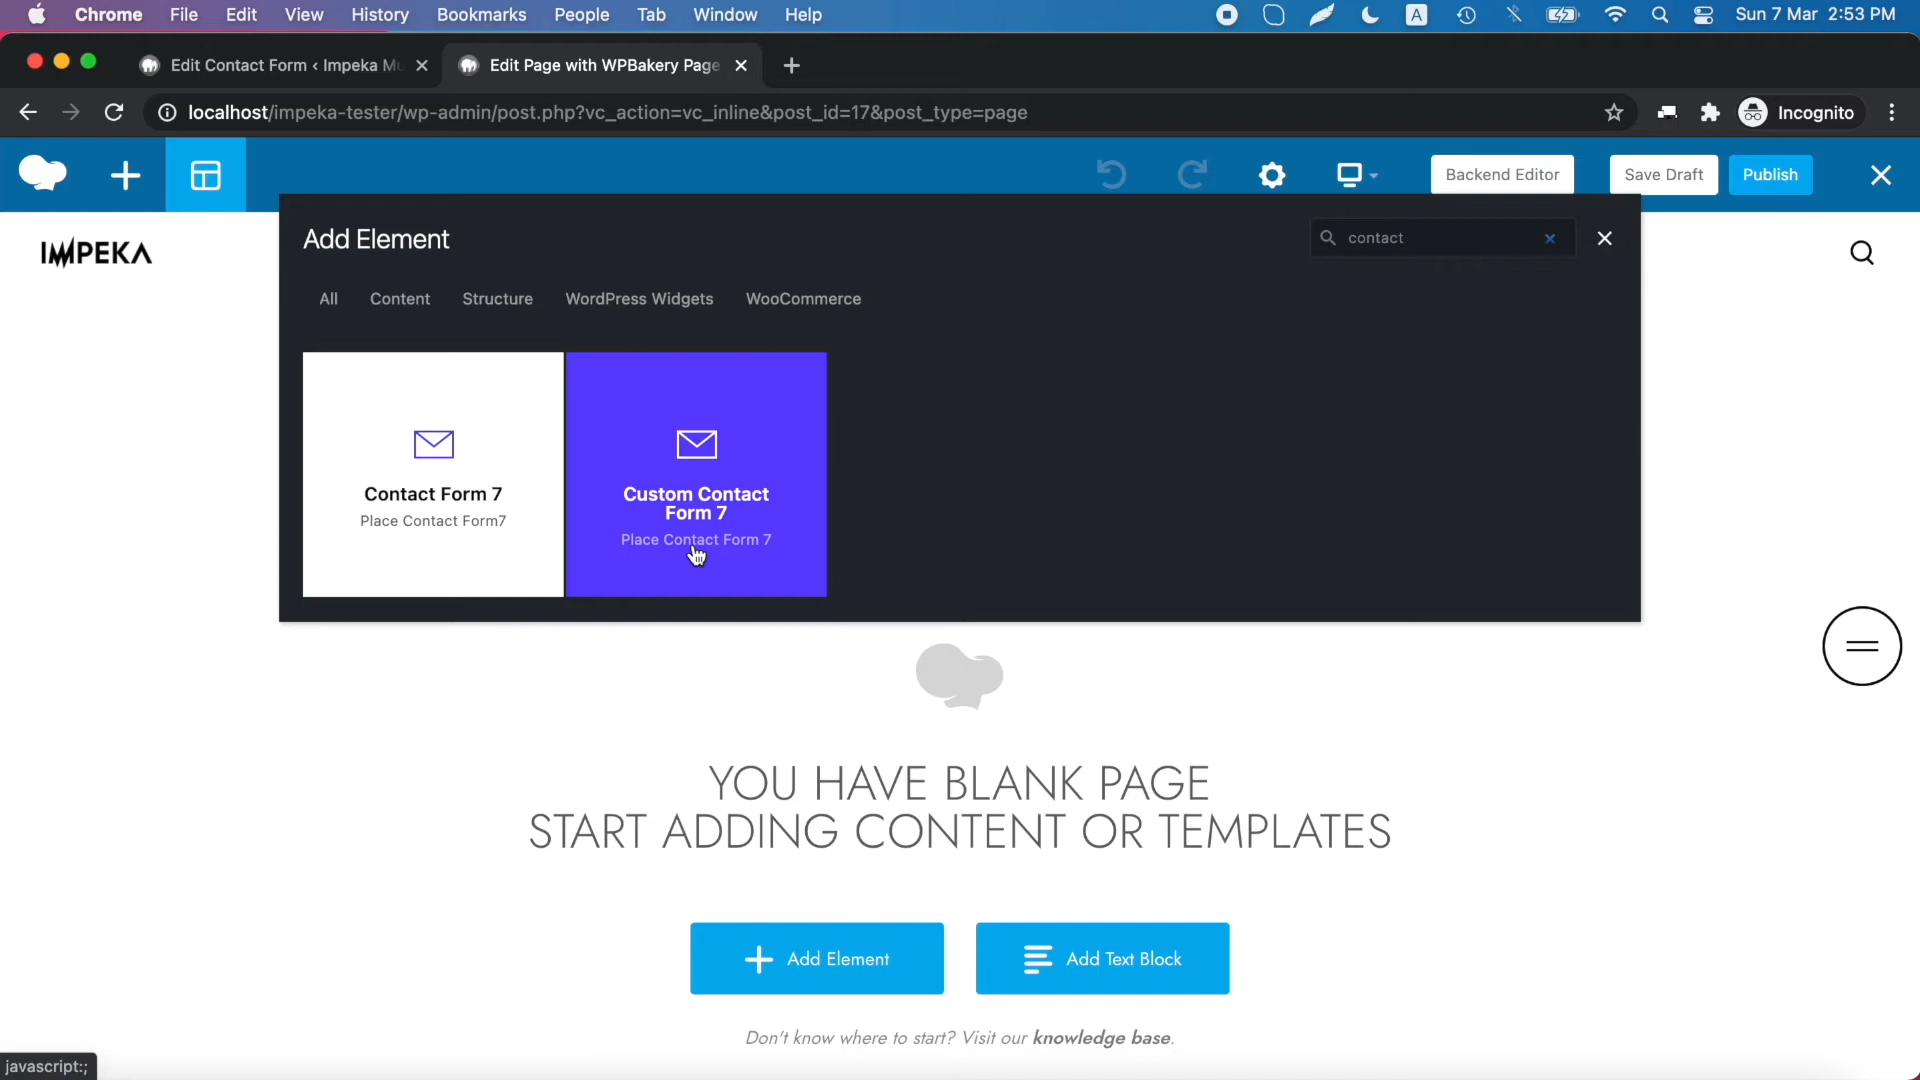 Chrome File Edit View History Bookmarks People Tab Window Help A Sun 7 Mar 2:53 PM
Edit Contact Form ‹ Impeka Mu Edit Page with WPBakery Page
localhost/impeka-tester/wp-admin/post.php?vc_action=vc_inline&post_id=17&post_type=page Incognito
Backend Editor Save Draft Publish
IMPEKA
Add Element contact
All Content Structure WordPress Widgets WooCommerce
Contact Form 7
Place Contact Form7
Custom Contact
Form 7
Place Contact Form 7
YOU HAVE BLANK PAGE
START ADDING CONTENT OR TEMPLATES
Add Element Add Text Block
Don't know where to start? Visit our knowledge base.
javascript:;